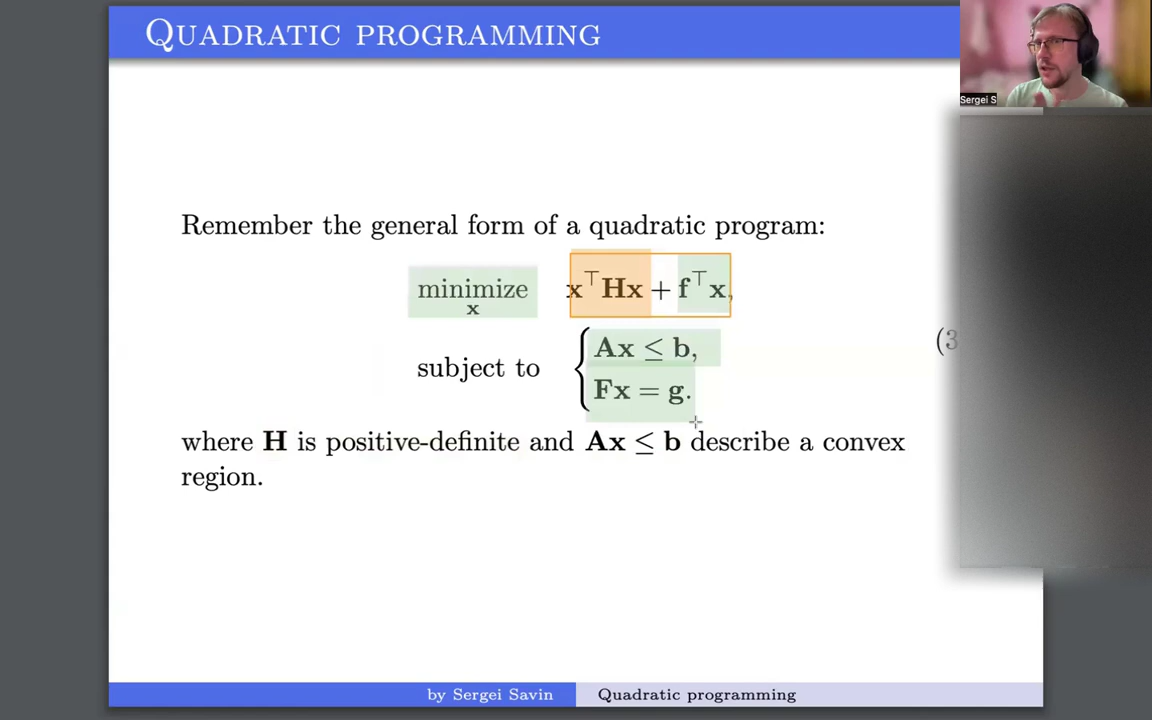 QUADRATIC PROGRAMMING
Sergei S
Remember the general form of a quadratic program:
minimize x⊤Hx + f⊤x,
x
subject to { Ax ≤ b,
Fx = g.
(3
where H is positive-definite and Ax ≤ b describe a convex
region.
by Sergei Savin Quadratic programming